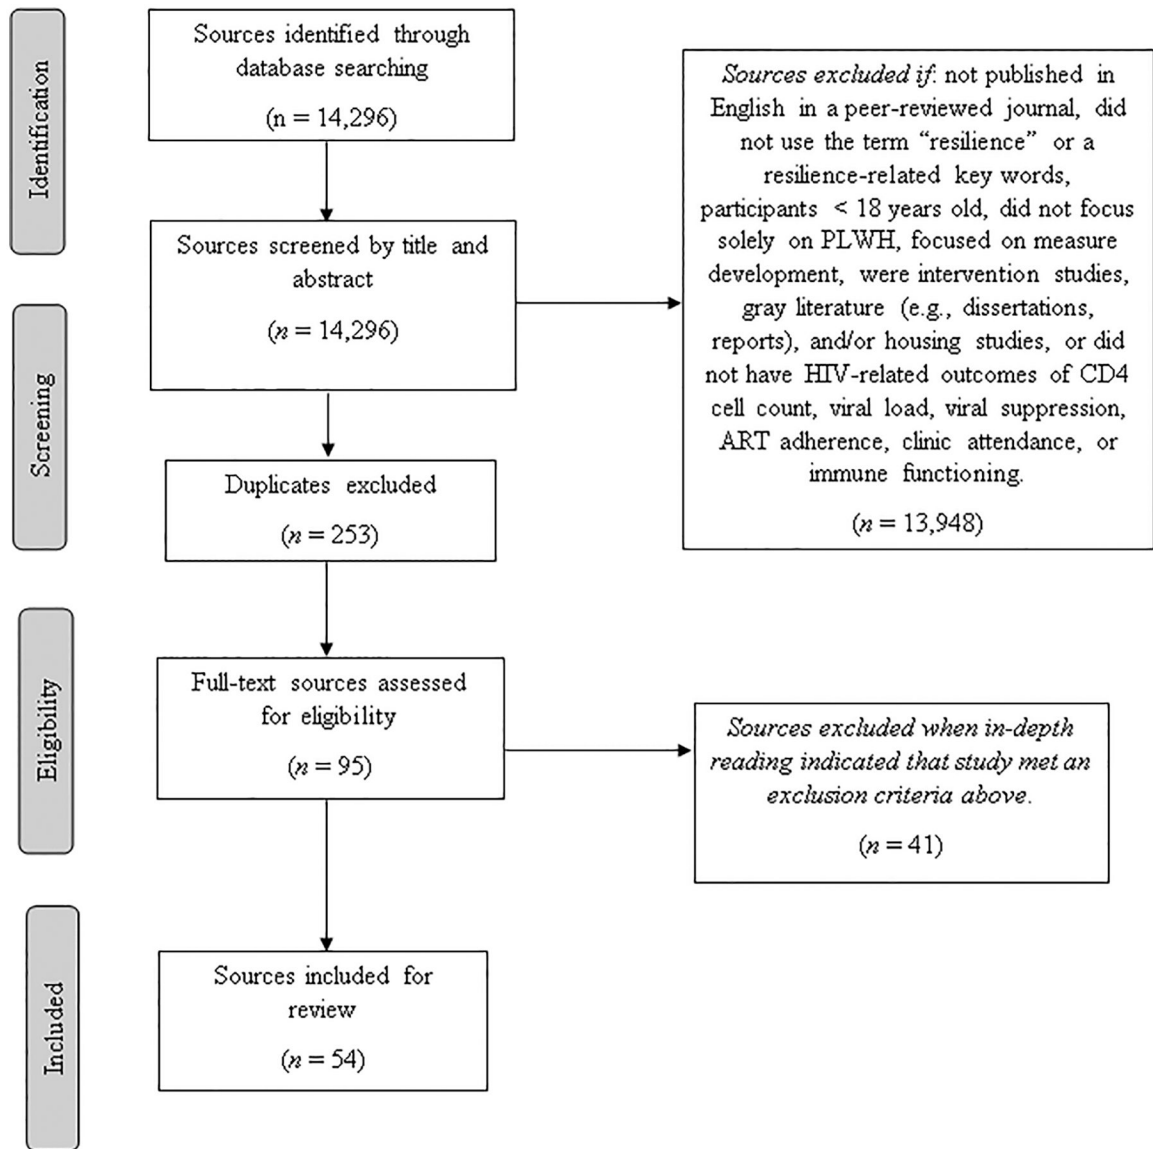 Identification
Sources identified through
database searching
(n = 14,296)
Sources screened by title and
abstract
(n = 14,296)
Sources excluded if: not published in
English in a peer-reviewed journal, did
not use the term “resilience” or a
resilience-related key words,
participants < 18 years old, did not focus
solely on PLWH, focused on measure
development, were intervention studies,
gray literature (e.g., dissertations,
reports), and/or housing studies, or did
not have HIV-related outcomes of CD4
cell count, viral load, viral suppression,
ART adherence, clinic attendance, or
immune functioning.
(n = 13,948)
Screening
Duplicates excluded
(n = 253)
Eligibility
Full-text sources assessed
for eligibility
(n = 95)
Sources excluded when in-depth
reading indicated that study met an
exclusion criteria above.
(n = 41)
Included
Sources included for
review
(n = 54)